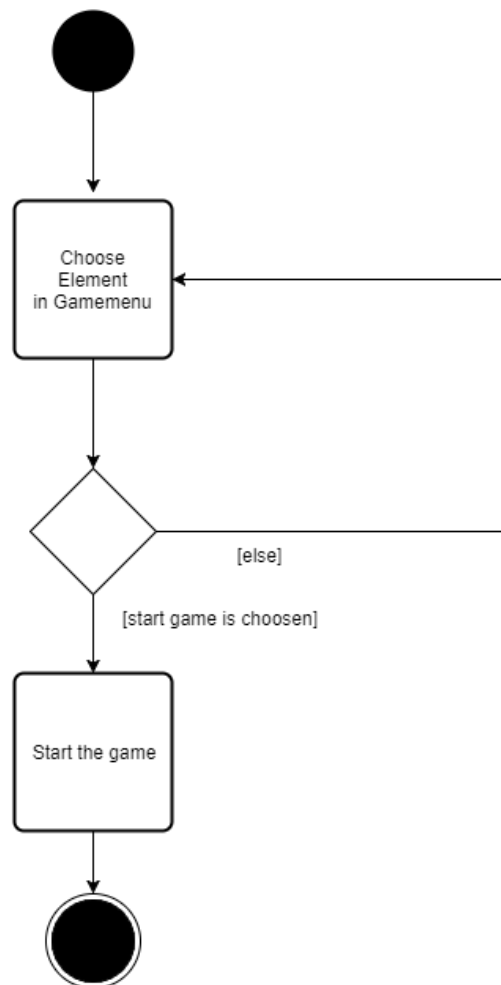 Choose
Element
in Gamemenu
[else]
[start game is choosen]
Start the game